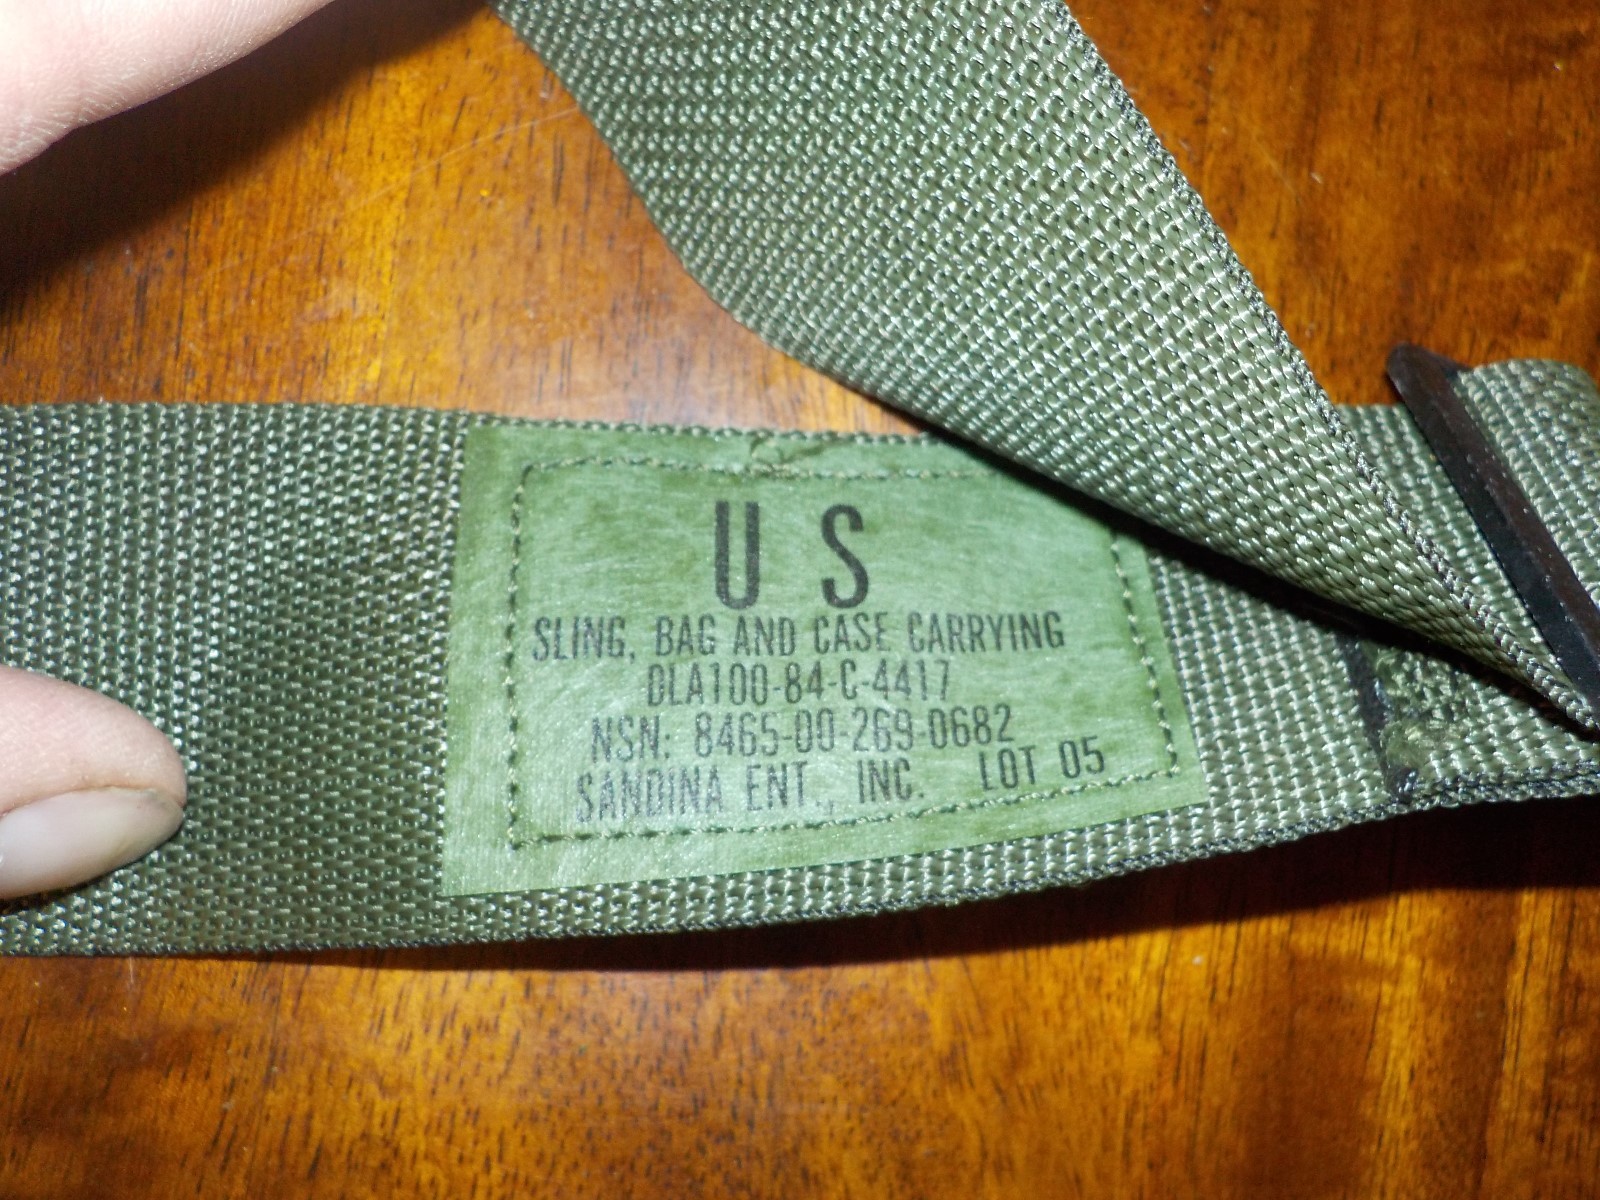 U S
SLING, BAG AND CASE CARRYING
DLA100-84-C-4417
NSN: 8465-00-269-0682
SANDINA ENT., INC. LOT 05